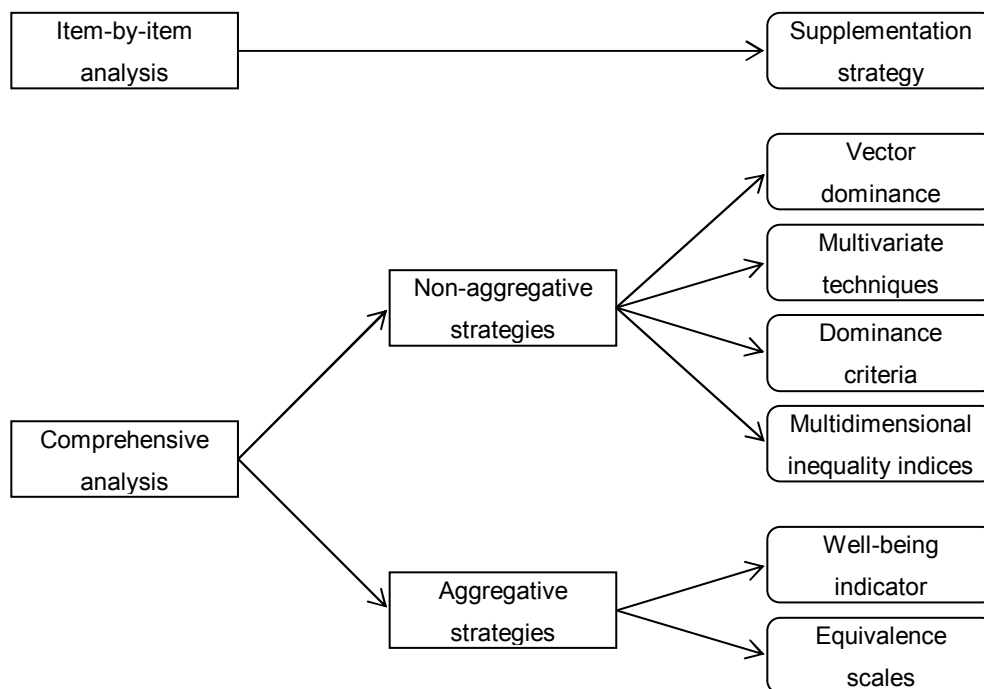 Item-by-item
analysis
Supplementation
strategy
Vector
dominance
Multivariate
techniques
Non-aggregative
strategies
Dominance
criteria
Multidimensional
inequality indices
Comprehensive
analysis
Well-being
indicator
Aggregative
strategies
Equivalence
scales